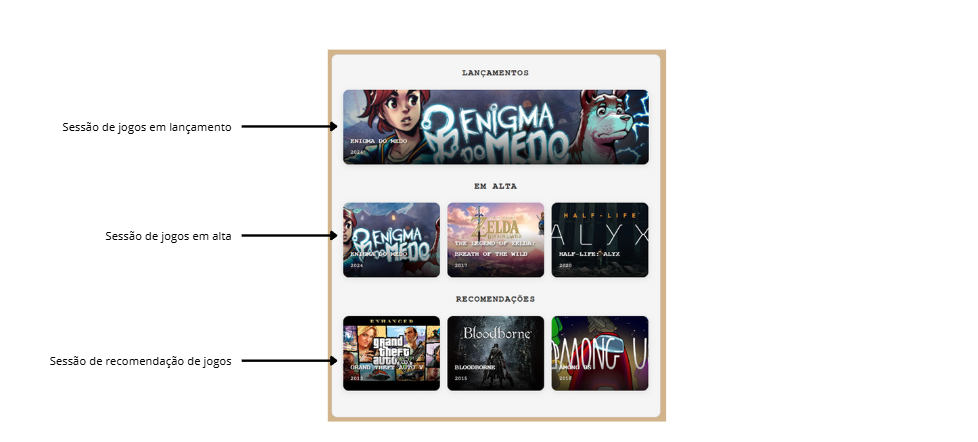 LANÇAMENTOS
Sessão de jogos em lançamento
ENIGMA DO MEDO
ENIGMA DO MEDO
2024
EM ALTA
Sessão de jogos em alta
ENIGMA DO MEDO
ENIGMA DO MEDO
2024
ZELDA
THE LEGEND OF ZELDA:
BREATH OF THE WILD
2017
HALF-LIFE
ALYX
HALF-LIFE: ALYX
2020
RECOMENDAÇÕES
Sessão de recomendação de jogos
ENHANCED
grand
theft
auto
GRAND THEFT AUTO V
2013
Bloodborne
BLOODBORNE
2015
AMONG U
AMONG US
2018